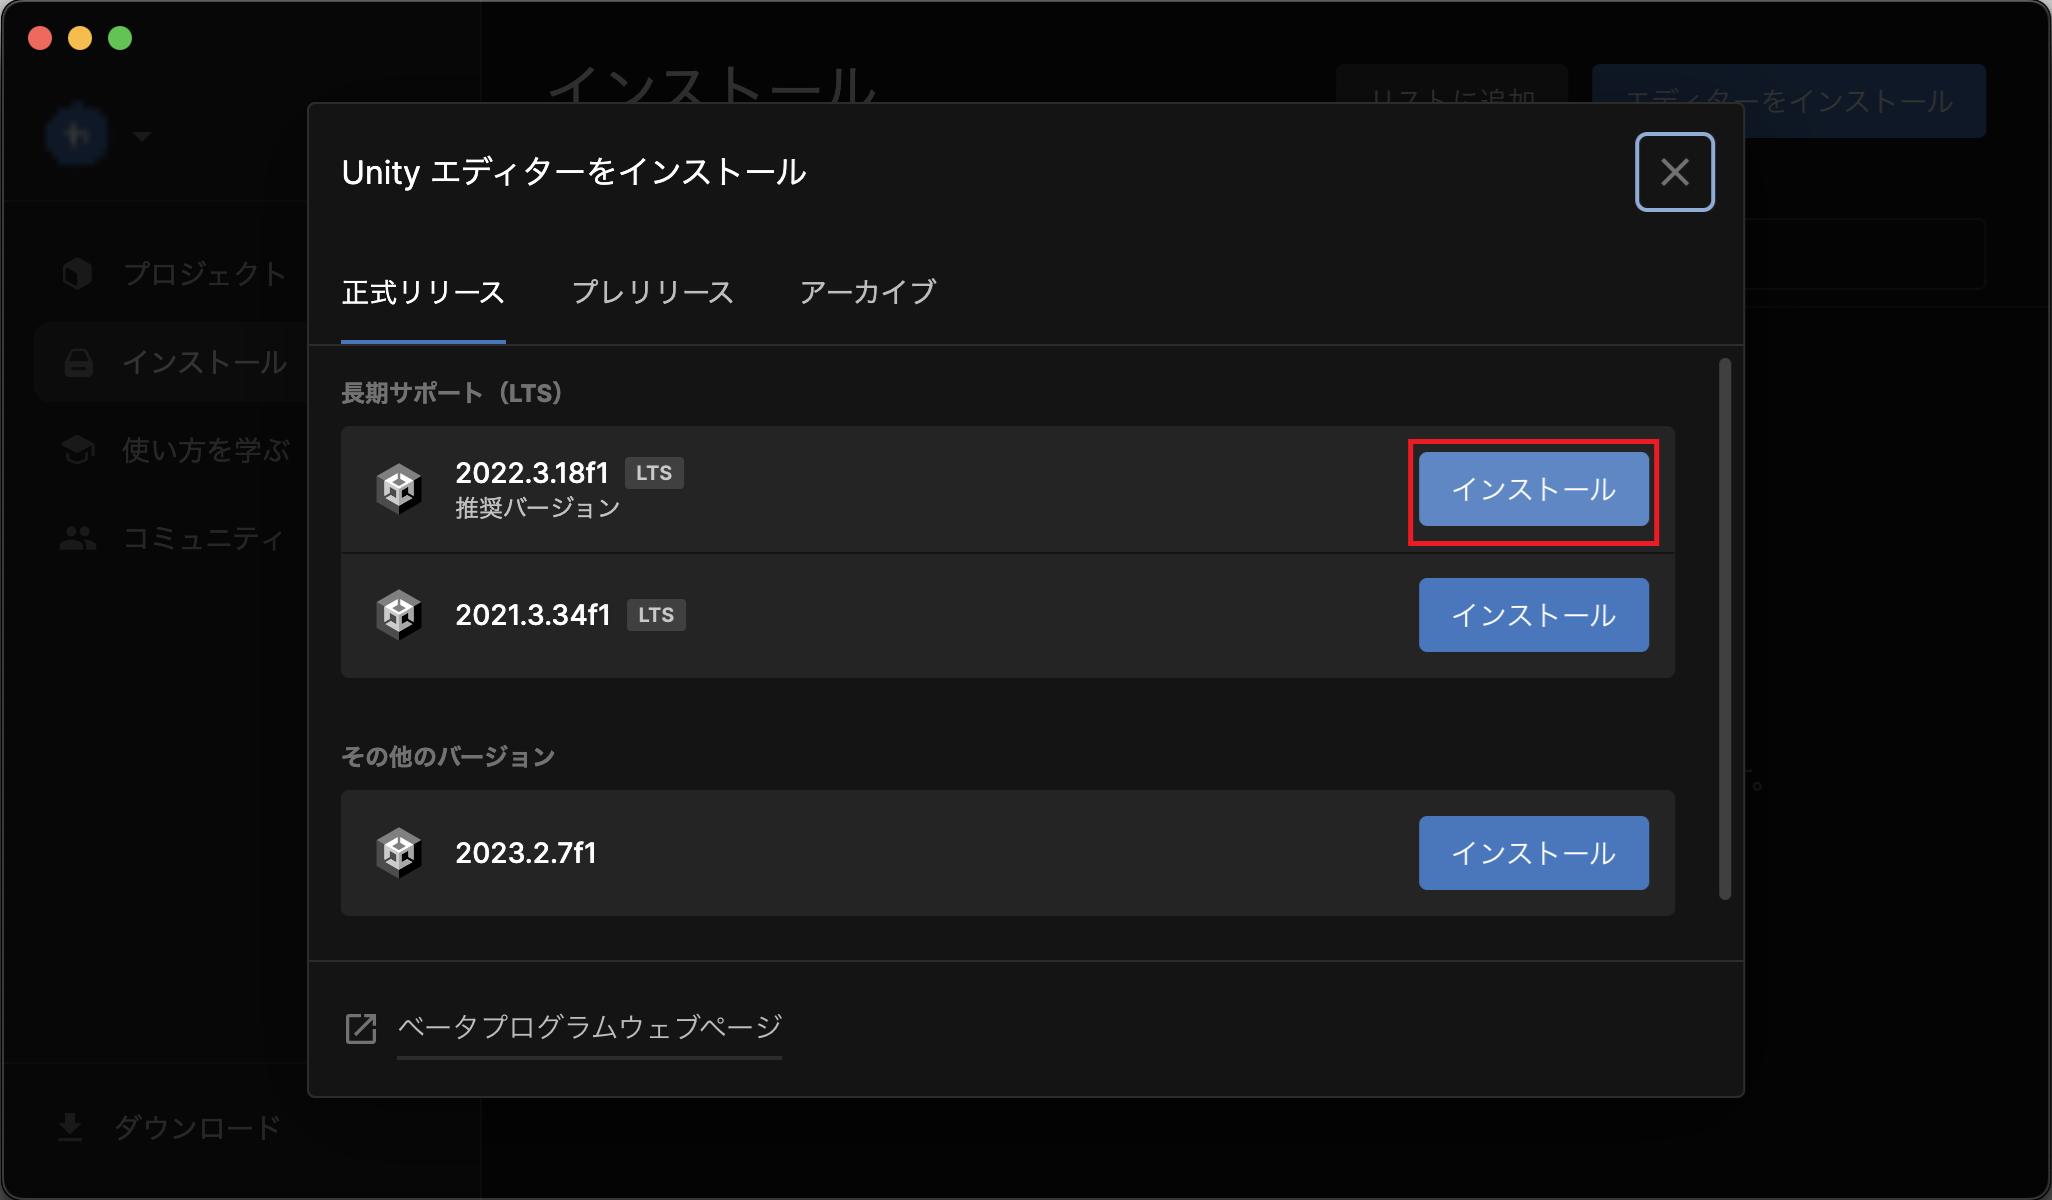 インストール
リストに追加
エディターをインストール
Unity エディターをインストール
正式リリース
プレリリース
アーカイブ
長期サポート（LTS）
2022.3.18f1 LTS
推奨バージョン
インストール
2021.3.34f1 LTS
インストール
その他のバージョン
2023.2.7f1
インストール
ベータプログラムウェブページ
プロジェクト
インストール
使い方を学ぶ
コミュニティ
ダウンロード